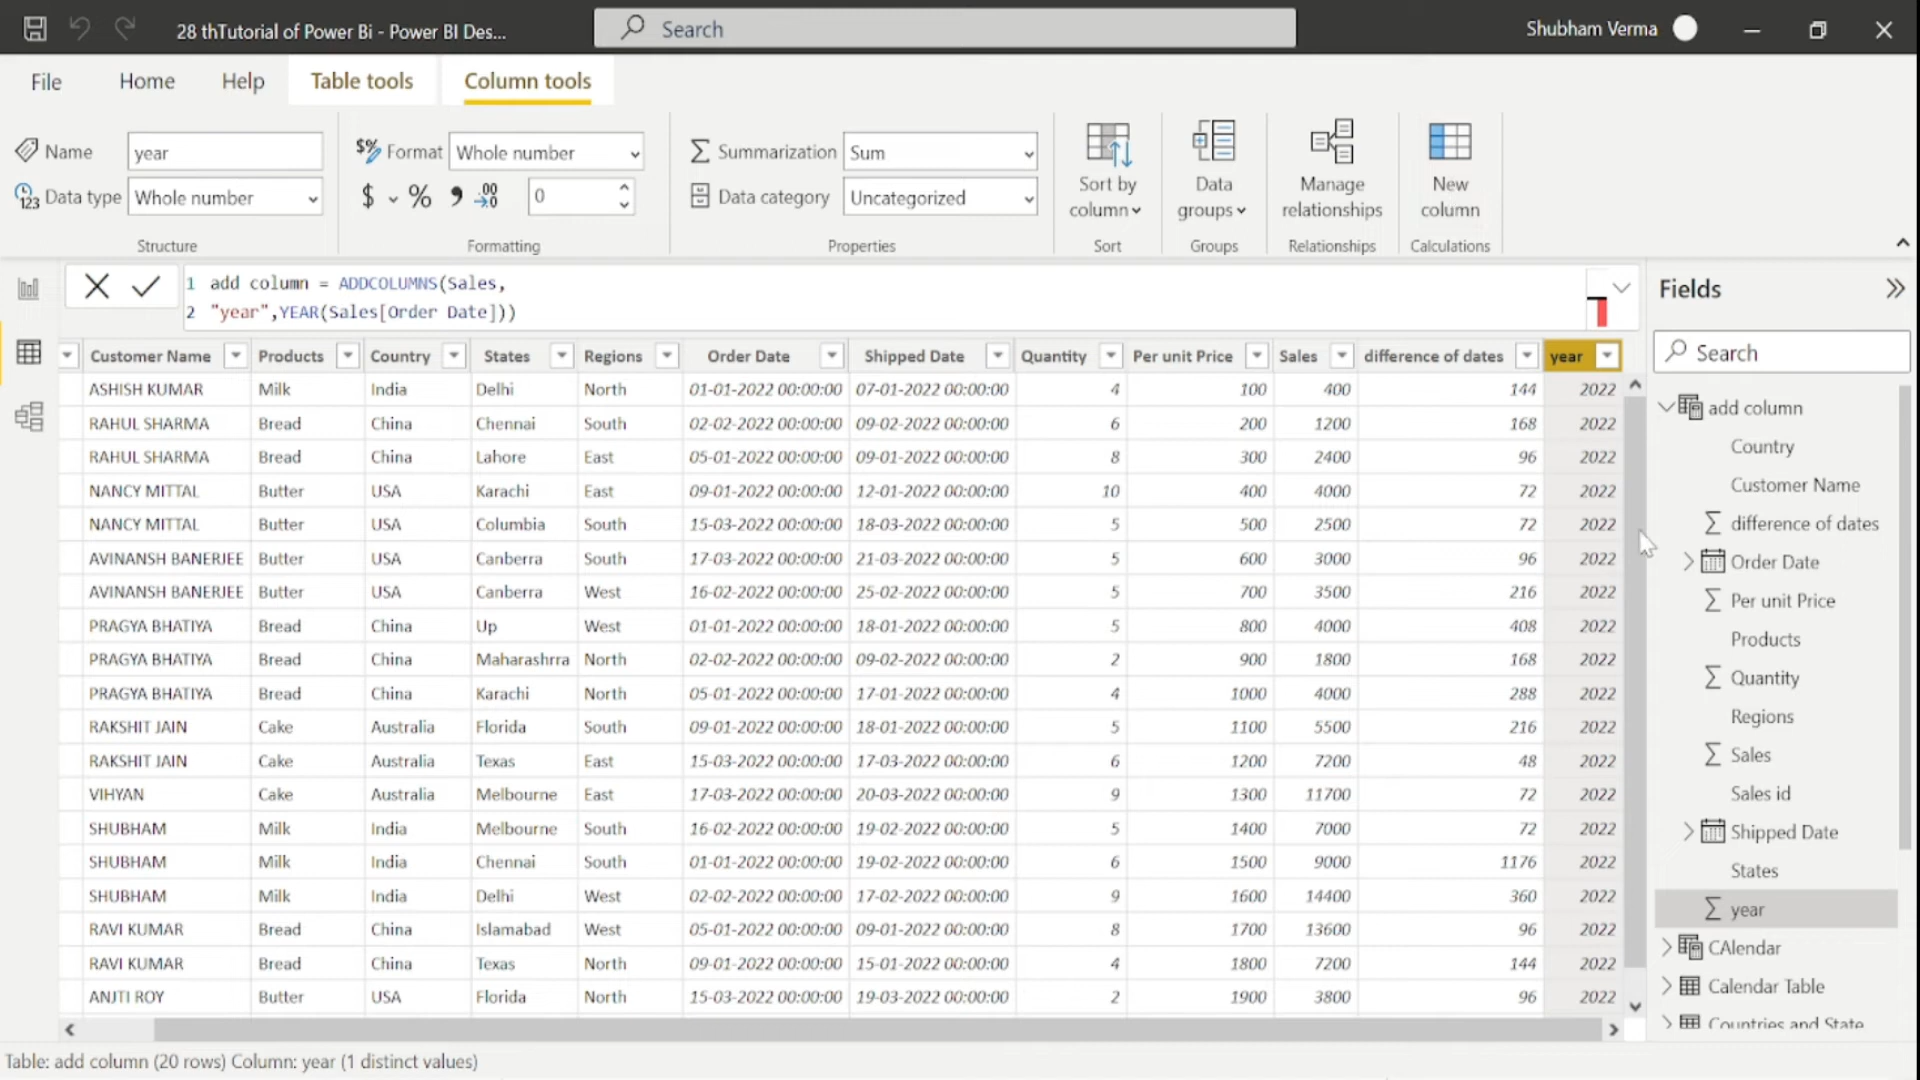 28 thTutorial of Power Bi - Power BI Des...
Search
Shubham Verma
File Home Help Table tools Column tools
Name year
Data type Whole number
Structure
$% Format Whole number
$ % 9 .00 →.0 0
Formatting
Summarization Sum
Data category Uncategorized
Properties
Sort by column
Sort
Data groups
Groups
Manage relationships
Relationships
New column
Calculations
1 add column = ADDCOLUMNS(Sales,
2 "year",YEAR(Sales[Order Date]))
Customer Name Products Country States Regions Order Date Shipped Date Quantity Per unit Price Sales difference of dates year
ASHISH KUMAR Milk India Delhi North 01-01-2022 00:00:00 07-01-2022 00:00:00 4 100 400 144 2022
RAHUL SHARMA Bread China Chennai South 02-02-2022 00:00:00 09-02-2022 00:00:00 6 200 1200 168 2022
RAHUL SHARMA Bread China Lahore East 05-01-2022 00:00:00 09-01-2022 00:00:00 8 300 2400 96 2022
NANCY MITTAL Butter USA Karachi East 09-01-2022 00:00:00 12-01-2022 00:00:00 10 400 4000 72 2022
NANCY MITTAL Butter USA Columbia South 15-03-2022 00:00:00 18-03-2022 00:00:00 5 500 2500 72 2022
AVINANSH BANERJEE Butter USA Canberra South 17-03-2022 00:00:00 21-03-2022 00:00:00 5 600 3000 96 2022
AVINANSH BANERJEE Butter USA Canberra West 16-02-2022 00:00:00 25-02-2022 00:00:00 5 700 3500 216 2022
PRAGYA BHATIYA Bread China Up West 01-01-2022 00:00:00 18-01-2022 00:00:00 5 800 4000 408 2022
PRAGYA BHATIYA Bread China Maharashrra North 02-02-2022 00:00:00 09-02-2022 00:00:00 2 900 1800 168 2022
PRAGYA BHATIYA Bread China Karachi North 05-01-2022 00:00:00 17-01-2022 00:00:00 4 1000 4000 288 2022
RAKSHIT JAIN Cake Australia Florida South 09-01-2022 00:00:00 18-01-2022 00:00:00 5 1100 5500 216 2022
RAKSHIT JAIN Cake Australia Texas East 15-03-2022 00:00:00 17-03-2022 00:00:00 6 1200 7200 48 2022
VIHYAN Cake Australia Melbourne East 17-03-2022 00:00:00 20-03-2022 00:00:00 9 1300 11700 72 2022
SHUBHAM Milk India Melbourne South 16-02-2022 00:00:00 19-02-2022 00:00:00 5 1400 7000 72 2022
SHUBHAM Milk India Chennai South 01-01-2022 00:00:00 19-02-2022 00:00:00 6 1500 9000 1176 2022
SHUBHAM Milk India Delhi West 02-02-2022 00:00:00 17-02-2022 00:00:00 9 1600 14400 360 2022
RAVI KUMAR Bread China Islamabad West 05-01-2022 00:00:00 09-01-2022 00:00:00 8 1700 13600 96 2022
RAVI KUMAR Bread China Texas North 09-01-2022 00:00:00 15-01-2022 00:00:00 4 1800 7200 144 2022
ANJTI ROY Butter USA Florida North 15-03-2022 00:00:00 19-03-2022 00:00:00 2 1900 3800 96 2022
Fields
Search
add column
Country
Customer Name
difference of dates
Order Date
Per unit Price
Products
Quantity
Regions
Sales
Sales id
Shipped Date
States
year
CAlendar
Calendar Table
Countries and State
Table: add column (20 rows) Column: year (1 distinct values)